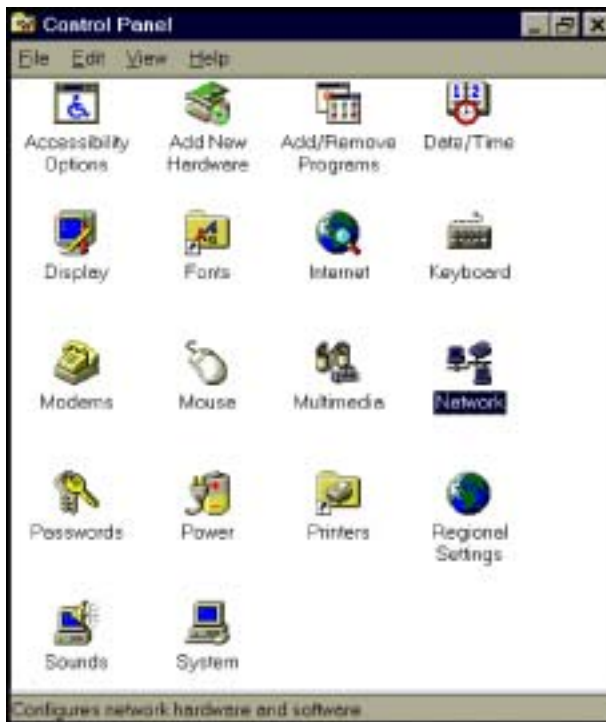 Control Panel
File Edit View Help
Accessibility Options
Add New Hardware
Add/Remove Programs
Date/Time
Display
Fonts
Internet
Keyboard
Modems
Mouse
Multimedia
Network
Passwords
Power
Printers
Regional Settings
Sounds
System
Configures network hardware and software